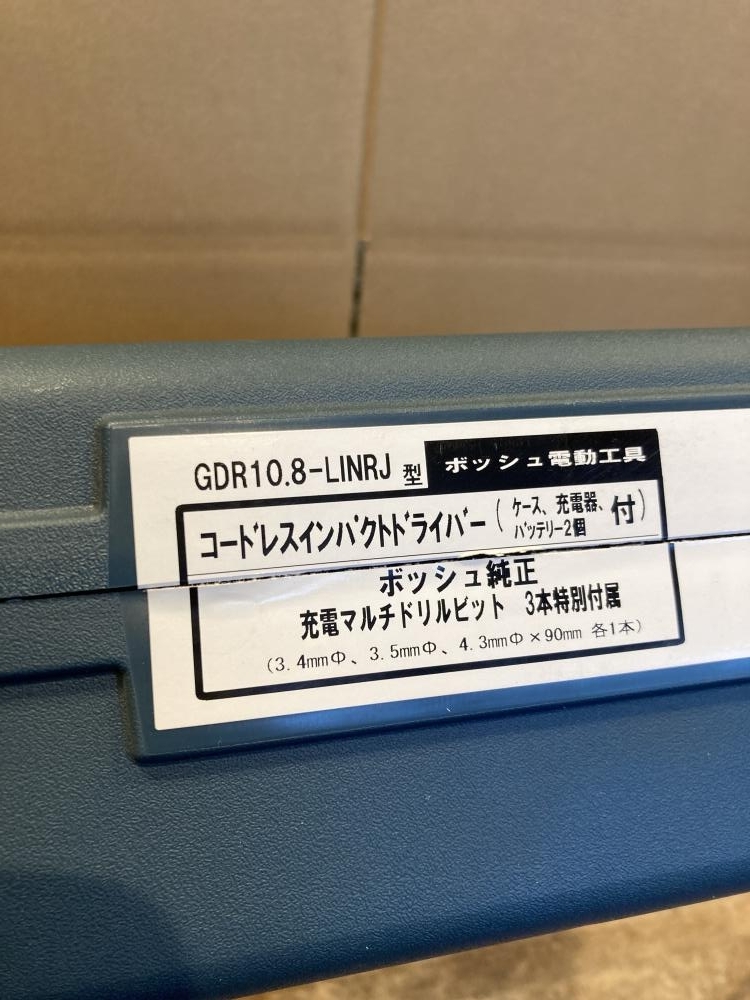 GDR10.8-LINRJ 型 ボッシュ電動工具
コードレスインパクトドライバー (ケース、充電器、バッテリー2個 付)
ボッシュ純正
充電マルチドリルビット 3本特別付属
(3.4mmΦ、3.5mmΦ、4.3mmΦ×90mm 各1本)